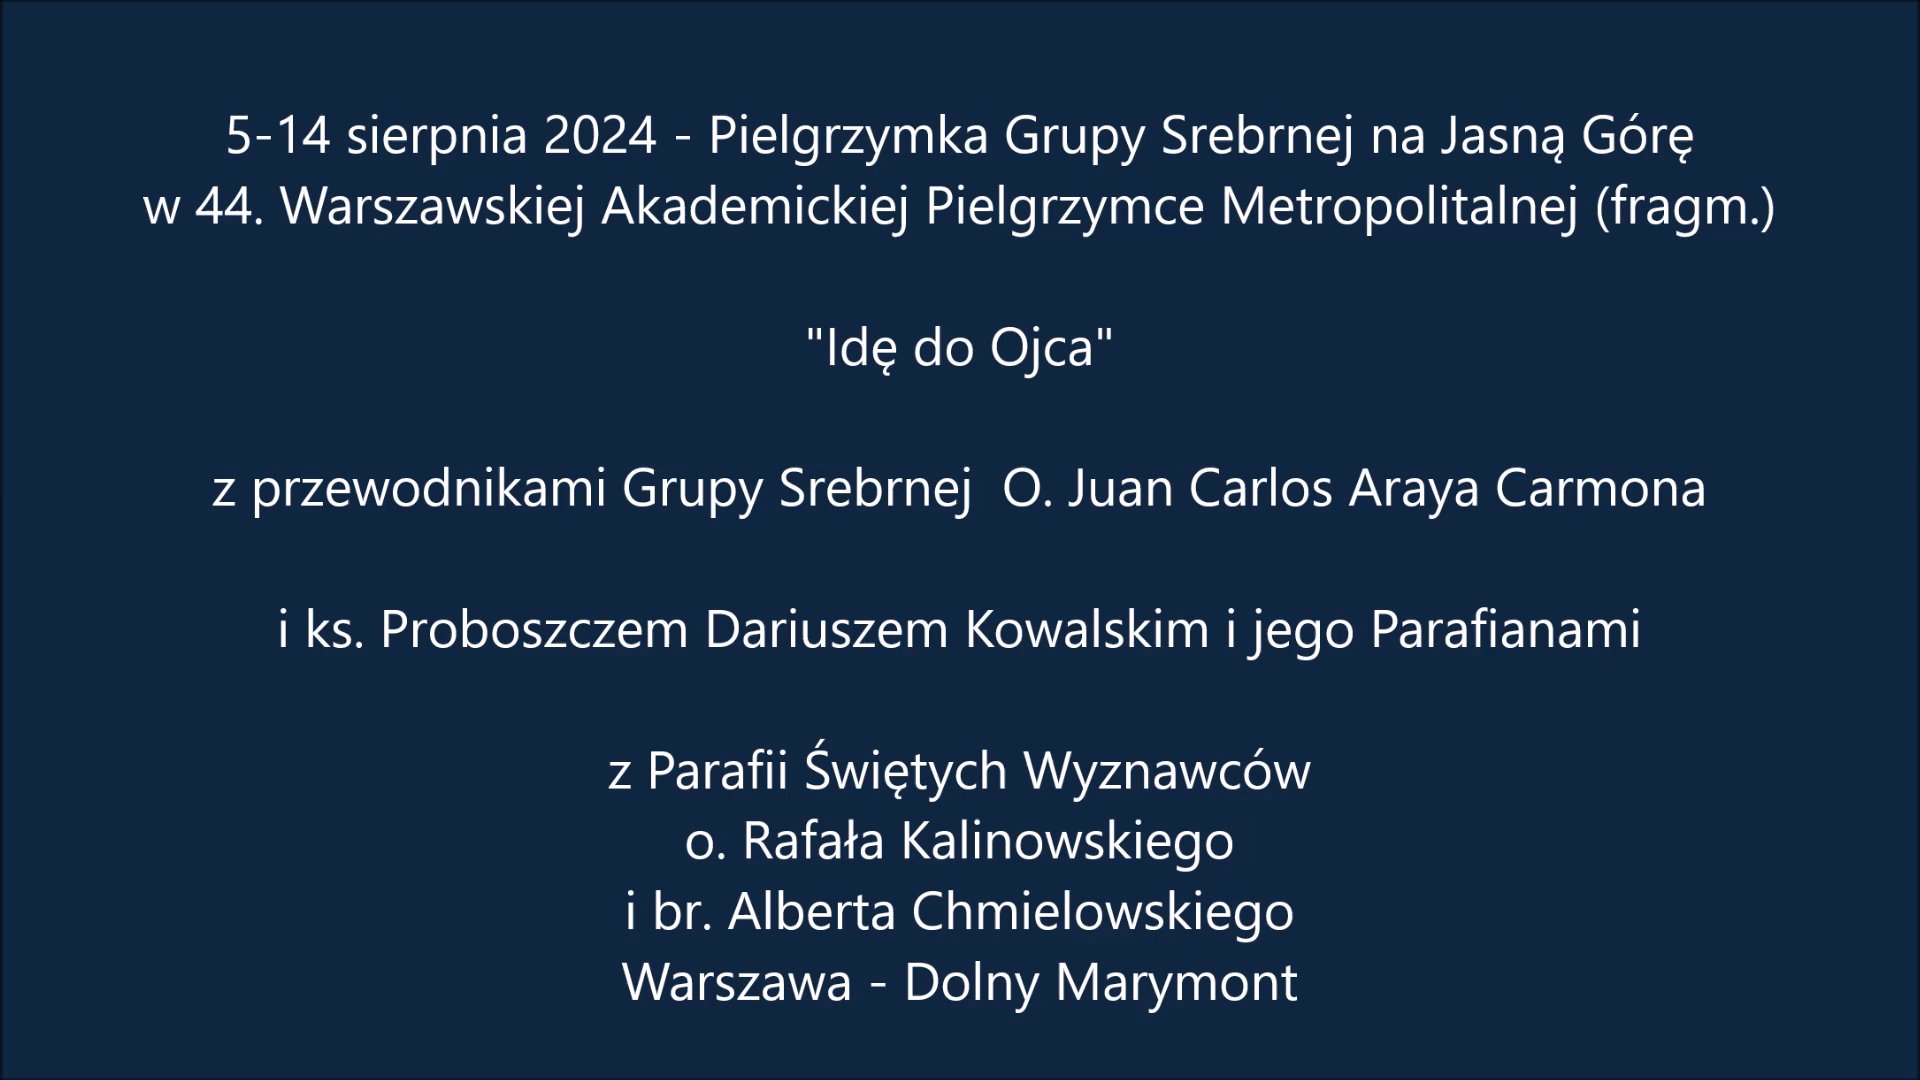 5-14 sierpnia 2024 - Pielgrzymka Grupy Srebrnej na Jasną Górę
w 44. Warszawskiej Akademickiej Pielgrzymce Metropolitalnej (fragm.)
"Idę do Ojca"
z przewodnikami Grupy Srebrnej  O. Juan Carlos Araya Carmona
i ks. Proboszczem Dariuszem Kowalskim i jego Parafianami
z Parafii Świętych Wyznawców
o. Rafała Kalinowskiego
i br. Alberta Chmielowskiego
Warszawa - Dolny Marymont